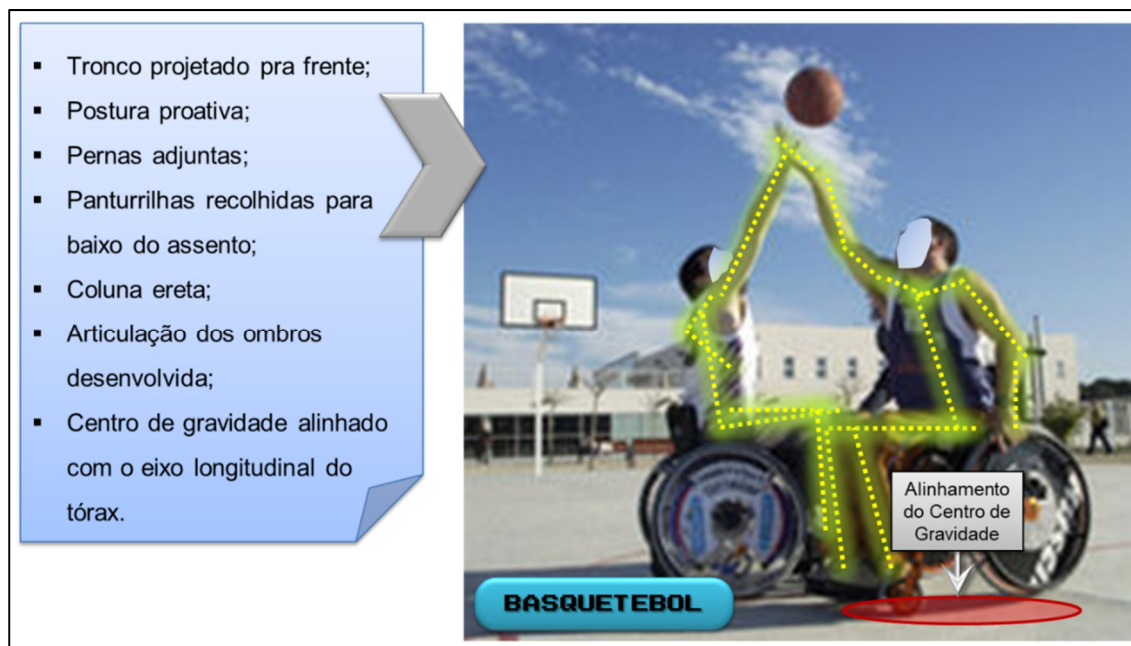 ▪ Tronco projetado pra frente;
▪ Postura proativa;
▪ Pernas adjuntas;
▪ Panturrilhas recolhidas para
baixo do assento;
▪ Coluna ereta;
▪ Articulação dos ombros
desenvolvida;
▪ Centro de gravidade alinhado
com o eixo longitudinal do
tórax.
Alinhamento
do Centro de
Gravidade
BASQUETEBOL